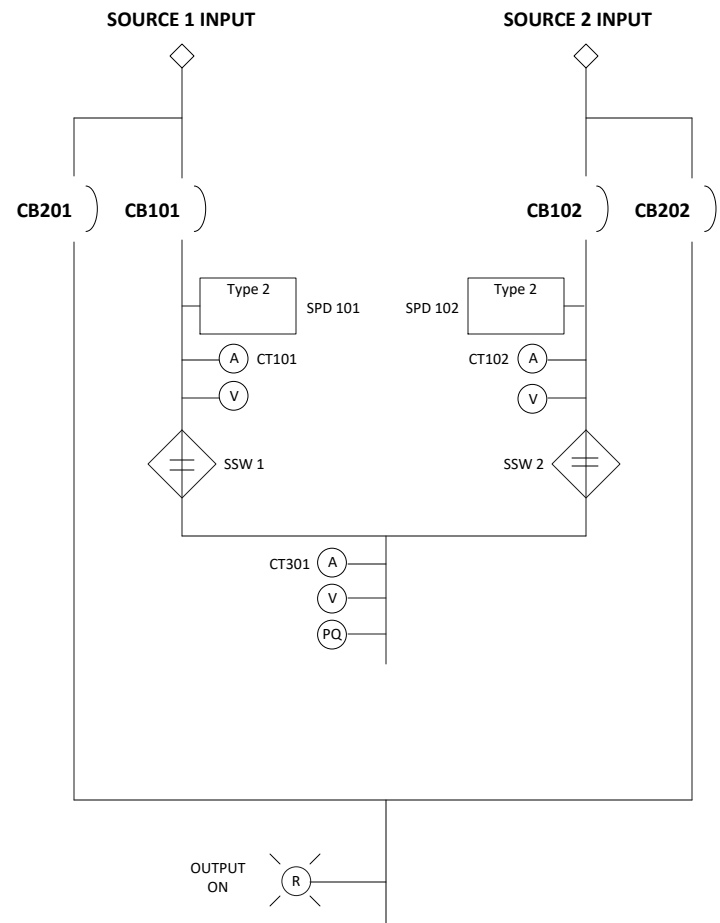 SOURCE 1 INPUT
SOURCE 2 INPUT
CB201
CB101
CB102
CB202
Type 2
SPD 101
SPD 102
Type 2
A
CT101
CT102
A
V
V
SSW 1
SSW 2
CT301
A
V
PQ
OUTPUT
ON
R